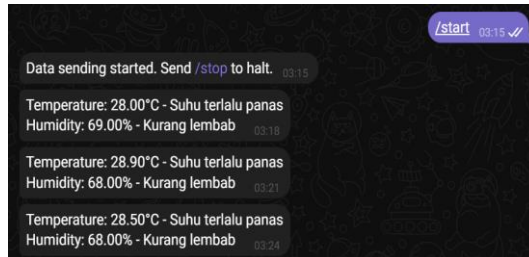 /start 03:15
Data sending started. Send /stop to halt. 03:15
Temperature: 28.00°C - Suhu terlalu panas
Humidity: 69.00% - Kurang lembab 03:18
Temperature: 28.90°C - Suhu terlalu panas
Humidity: 68.00% - Kurang lembab 03:21
Temperature: 28.50°C - Suhu terlalu panas
Humidity: 68.00% - Kurang lembab 03:24